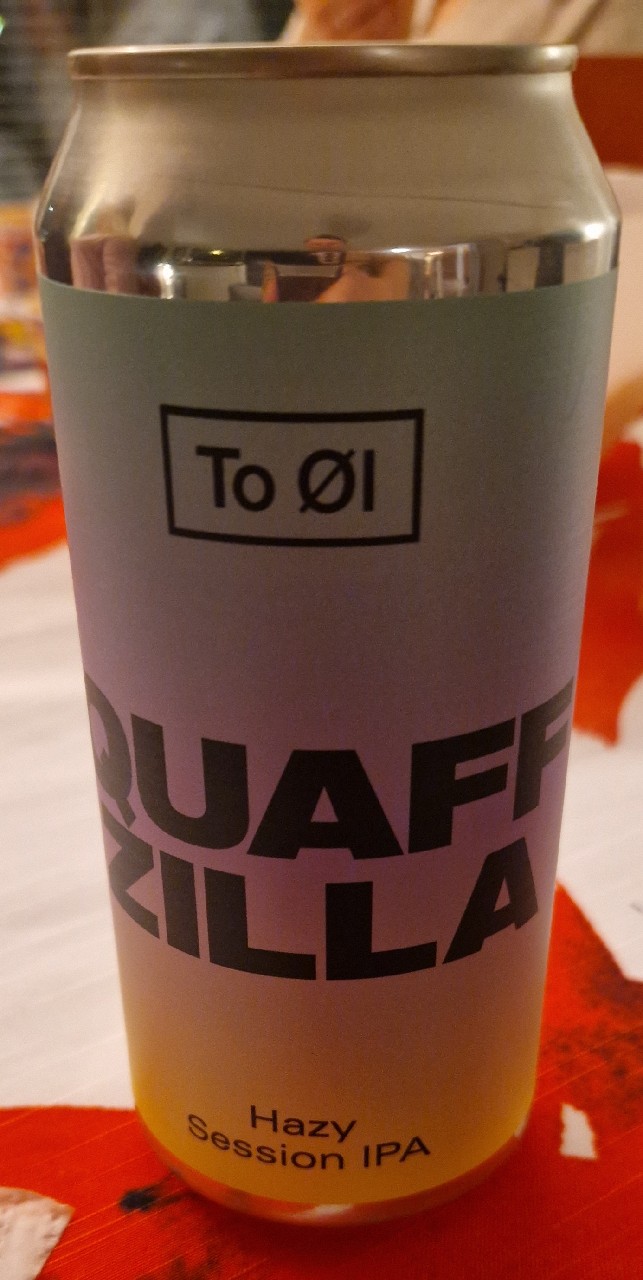 To Øl
QUAFF
ZILLA
Hazy
Session IPA